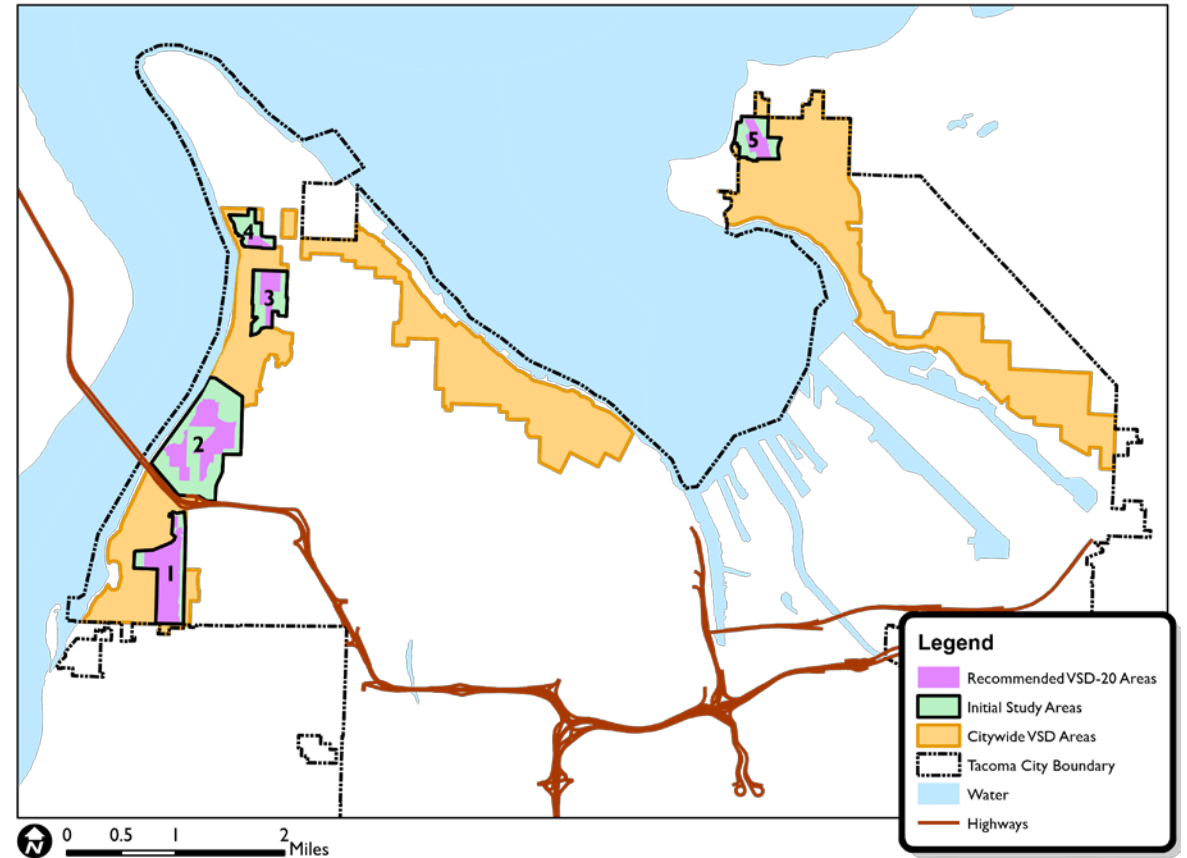 5
4
3
2
1
Legend
Recommended VSD-20 Areas
Initial Study Areas
Citywide VSD Areas
Tacoma City Boundary
Water
Highways
N
0 0.5 1 2
Miles